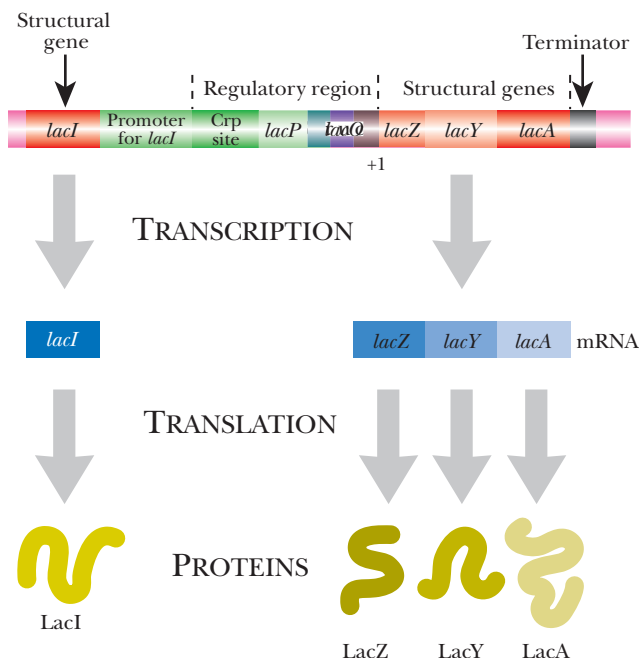 Structural
gene
Terminator
Regulatory region
Structural genes
lacI
Promoter
for lacI
Crp
site
lacP
lacZ
lacY
lacA
+1
TRANSCRIPTION
lacI
lacZ
lacY
lacA
mRNA
TRANSLATION
PROTEINS
LacI
LacZ
LacY
LacA